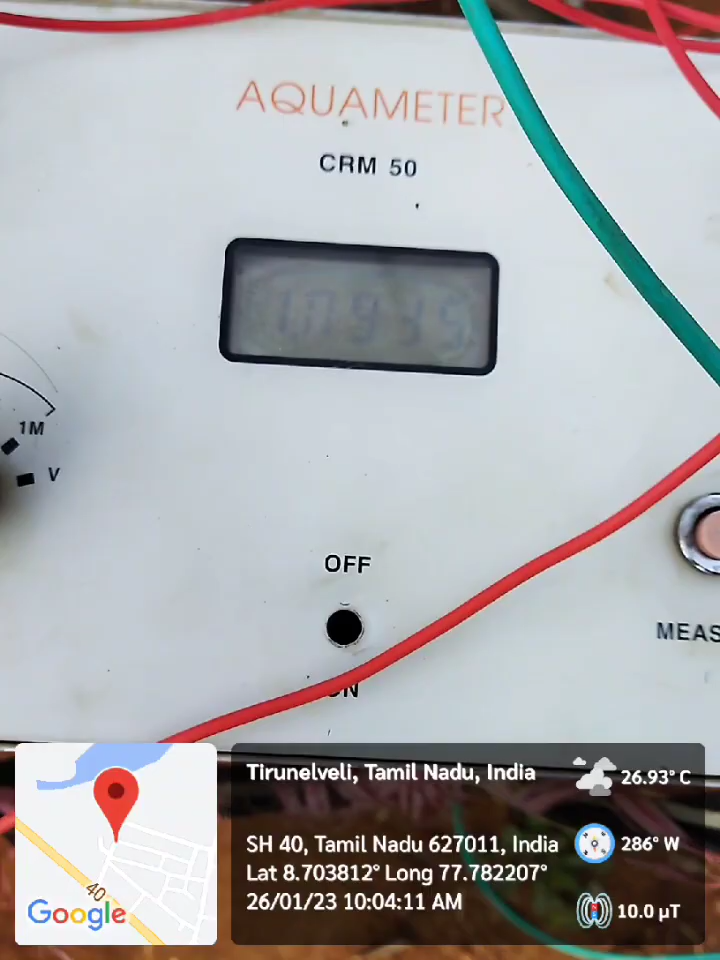 AQUAMETER
CRM 50
1M
V
OFF
MEAS
Tirunelveli, Tamil Nadu, India
26.93°C
SH 40, Tamil Nadu 627011, India
286° W
Lat 8.703812° Long 77.782207°
26/01/23 10:04:11 AM
10.0 µT
40
Google